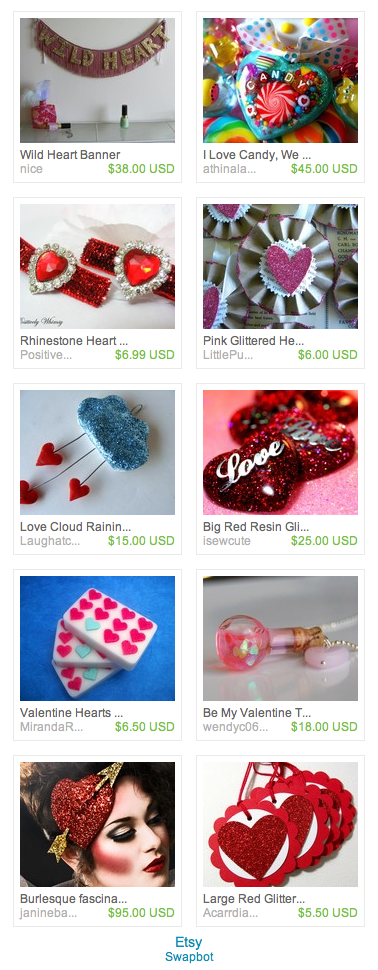 WILD HEART
Wild Heart Banner
nice $38.00 USD
CANDY
I Love Candy, We ...
athinala... $45.00 USD
Positively Whimsy
Rhinestone Heart ...
Positive... $6.99 USD
Pink Glittered He...
LittlePu... $6.00 USD
Love Cloud Rainin...
Laughatc... $15.00 USD
Love
Big Red Resin Gli...
isewcute $25.00 USD
Valentine Hearts ...
MirandaR... $6.50 USD
Be My Valentine T...
wendyc06... $18.00 USD
Burlesque fascina...
janineba... $95.00 USD
Large Red Glitter...
Acarrdia... $5.50 USD
Etsy
Swapbot